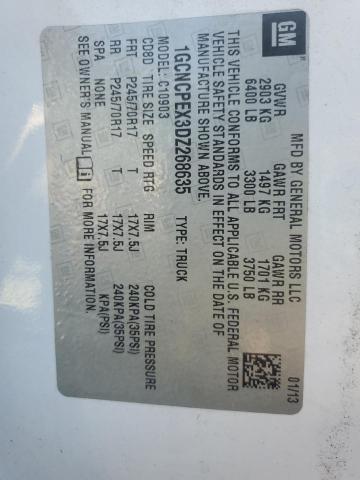 GM
MFD BY GENERAL MOTORS LLC 01/13
GVWR GAWR FRT GAWR RR
2903 KG 1497 KG 1701 KG
6400 LB 3300 LB 3750 LB
THIS VEHICLE CONFORMS TO ALL APPLICABLE U.S. FEDERAL MOTOR
VEHICLE SAFETY STANDARDS IN EFFECT ON THE DATE OF
MANUFACTURE SHOWN ABOVE.
1GCNCPEX3DZ268635 TYPE: TRUCK
MODEL: C10903
CD8D TIRE SIZE SPEED RTG RIM COLD TIRE PRESSURE
FRT P245/70R17 T 17X7.5J 240KPA(35PSI)
RR P245/70R17 T 17X7.5J 240KPA(35PSI)
SPA NONE 17X7.5J KPA(PSI)
SEE OWNER'S MANUAL i FOR MORE INFORMATION.